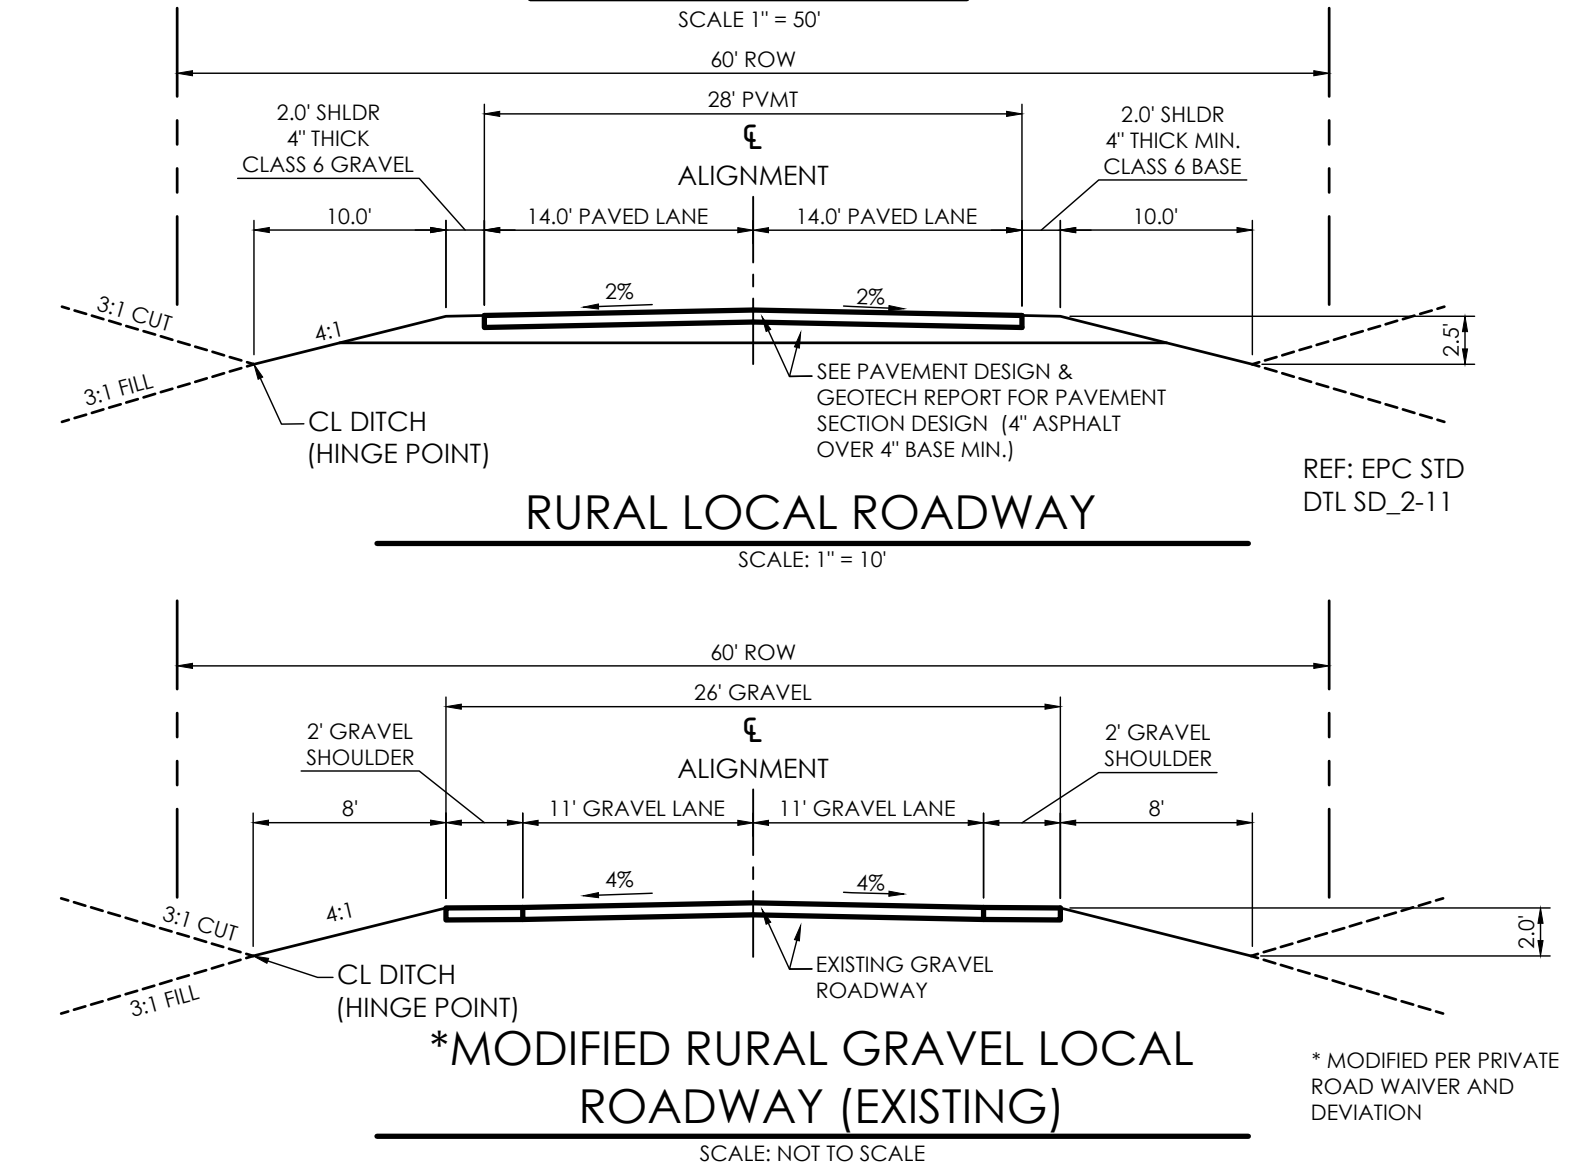 SCALE 1" = 50'
60' ROW
28' PVMT
2.0' SHLDR
4" THICK
CLASS 6 GRAVEL
℄
ALIGNMENT
2.0' SHLDR
4" THICK MIN.
CLASS 6 BASE
10.0'
14.0' PAVED LANE
14.0' PAVED LANE
10.0'
3:1 CUT
4:1
2%
2%
2.5'
3:1 FILL
CL DITCH
(HINGE POINT)
SEE PAVEMENT DESIGN &
GEOTECH REPORT FOR PAVEMENT
SECTION DESIGN (4" ASPHALT
OVER 4" BASE MIN.)
REF: EPC STD
DTL SD_2-11
RURAL LOCAL ROADWAY
SCALE: 1" = 10'
60' ROW
26' GRAVEL
2' GRAVEL
SHOULDER
℄
ALIGNMENT
2' GRAVEL
SHOULDER
8'
11' GRAVEL LANE
11' GRAVEL LANE
8'
3:1 CUT
4:1
4%
4%
2.0'
3:1 FILL
CL DITCH
(HINGE POINT)
EXISTING GRAVEL
ROADWAY
*MODIFIED RURAL GRAVEL LOCAL
ROADWAY (EXISTING)
SCALE: NOT TO SCALE
* MODIFIED PER PRIVATE
ROAD WAIVER AND
DEVIATION